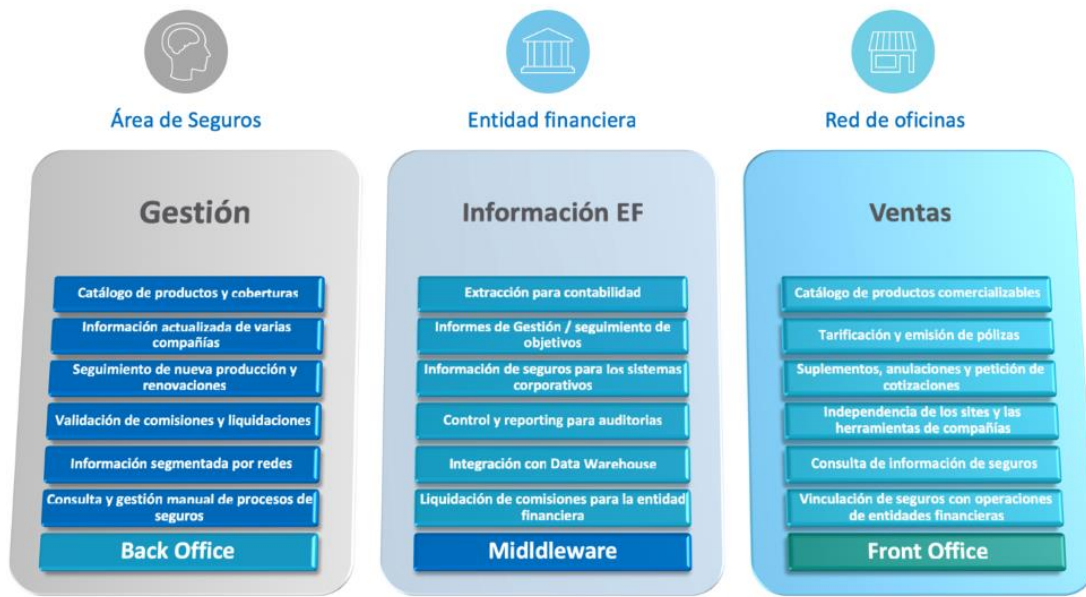 Área de Seguros
Entidad financiera
Red de oficinas
Gestión
Catálogo de productos y coberturas
Información actualizada de varias
compañías
Seguimiento de nueva producción y
renovaciones
Validación de comisiones y liquidaciones
Información segmentada por redes
Consulta y gestión manual de procesos de
seguros
Back Office
Información EF
Extracción para contabilidad
Informes de Gestión / seguimiento de
objetivos
Información de seguros para los sistemas
corporativos
Control y reporting para auditorias
Integración con Data Warehouse
Liquidación de comisiones para la entidad
financiera
Midldleware
Ventas
Catálogo de productos comercializables
Tarificación y emisión de pólizas
Suplementos, anulaciones y petición de
cotizaciones
Independencia de los sites y las
herramientas de compañías
Consulta de información de seguros
Vinculación de seguros con operaciones
de entidades financieras
Front Office